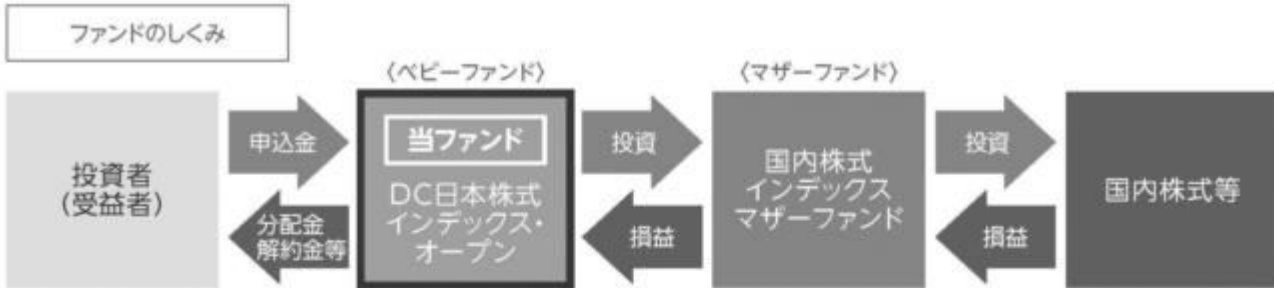 ファンドのしくみ
〈ベビーファンド〉
〈マザーファンド〉
投資者
(受益者)
申込金
分配金
解約金等
当ファンド
DC日本株式
インデックス・
オープン
投資
損益
国内株式
インデックス
マザーファンド
投資
損益
国内株式等